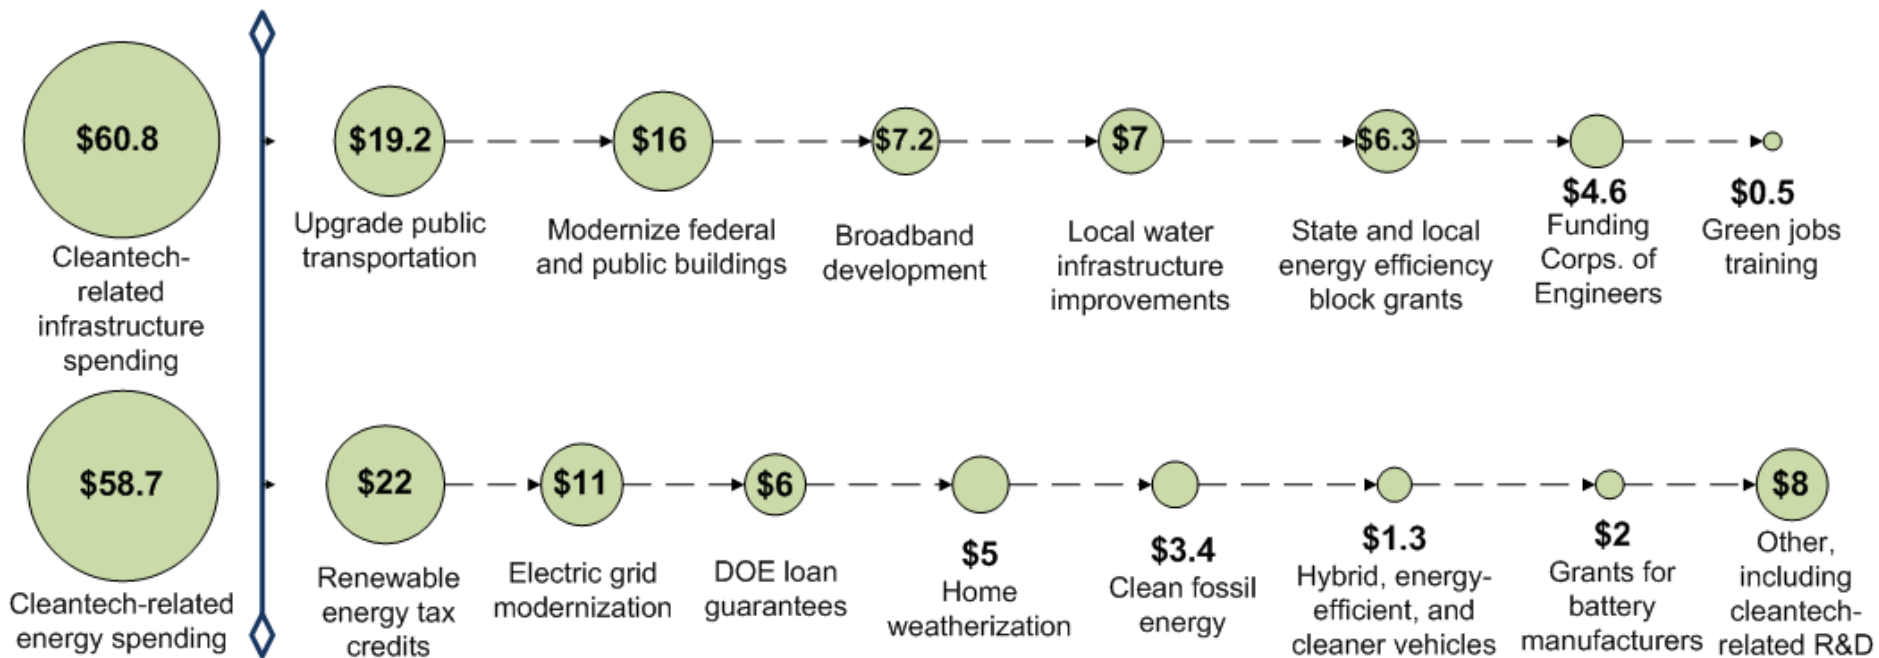 $60.8
Cleantech-
related
infrastructure
spending
$19.2
Upgrade public
transportation
$16
Modernize federal
and public buildings
$7.2
Broadband
development
$7
Local water
infrastructure
improvements
$6.3
State and local
energy efficiency
block grants
$4.6
Funding
Corps. of
Engineers
$0.5
Green jobs
training
$58.7
Cleantech-related
energy spending
$22
Renewable
energy tax
credits
$11
Electric grid
modernization
$6
DOE loan
guarantees
$5
Home
weatherization
$3.4
Clean fossil
energy
$1.3
Hybrid, energy-
efficient, and
cleaner vehicles
$2
Grants for
battery
manufacturers
$8
Other,
including
cleantech-
related R&D